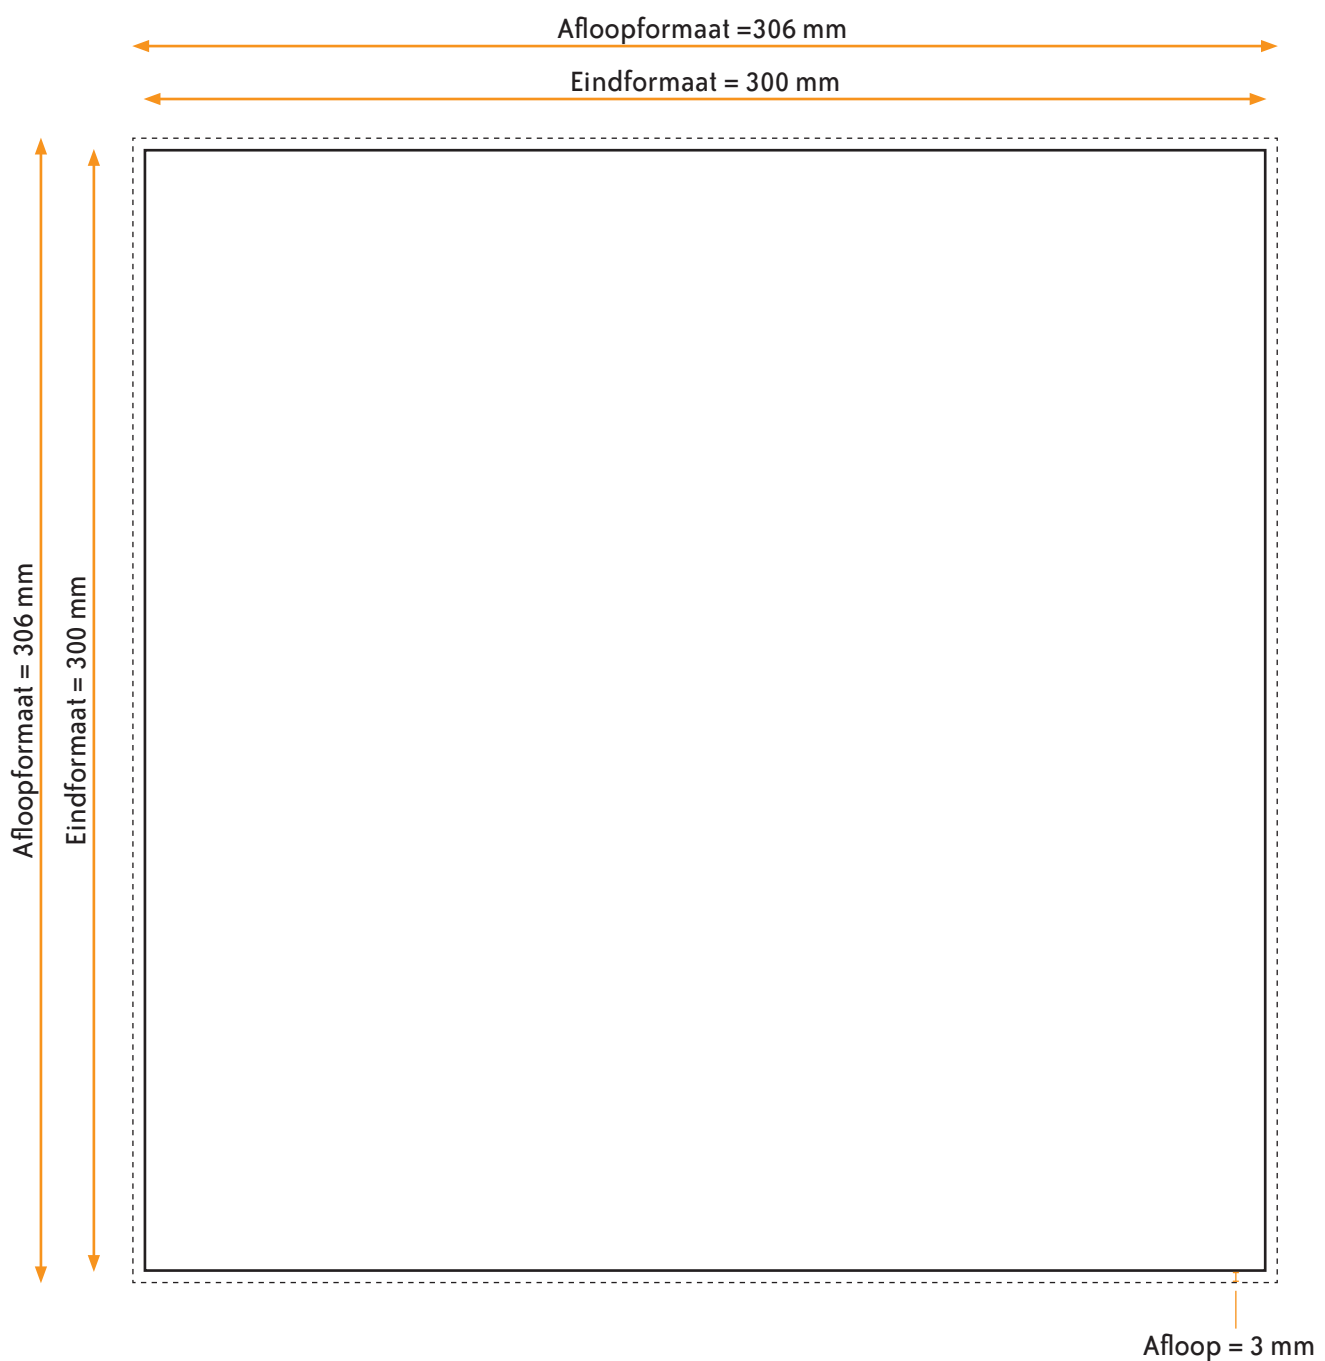 Afloopformaat =306 mm
Eindformaat = 300 mm
Afloopformaat = 306 mm
Eindformaat = 300 mm
Afloop = 3 mm